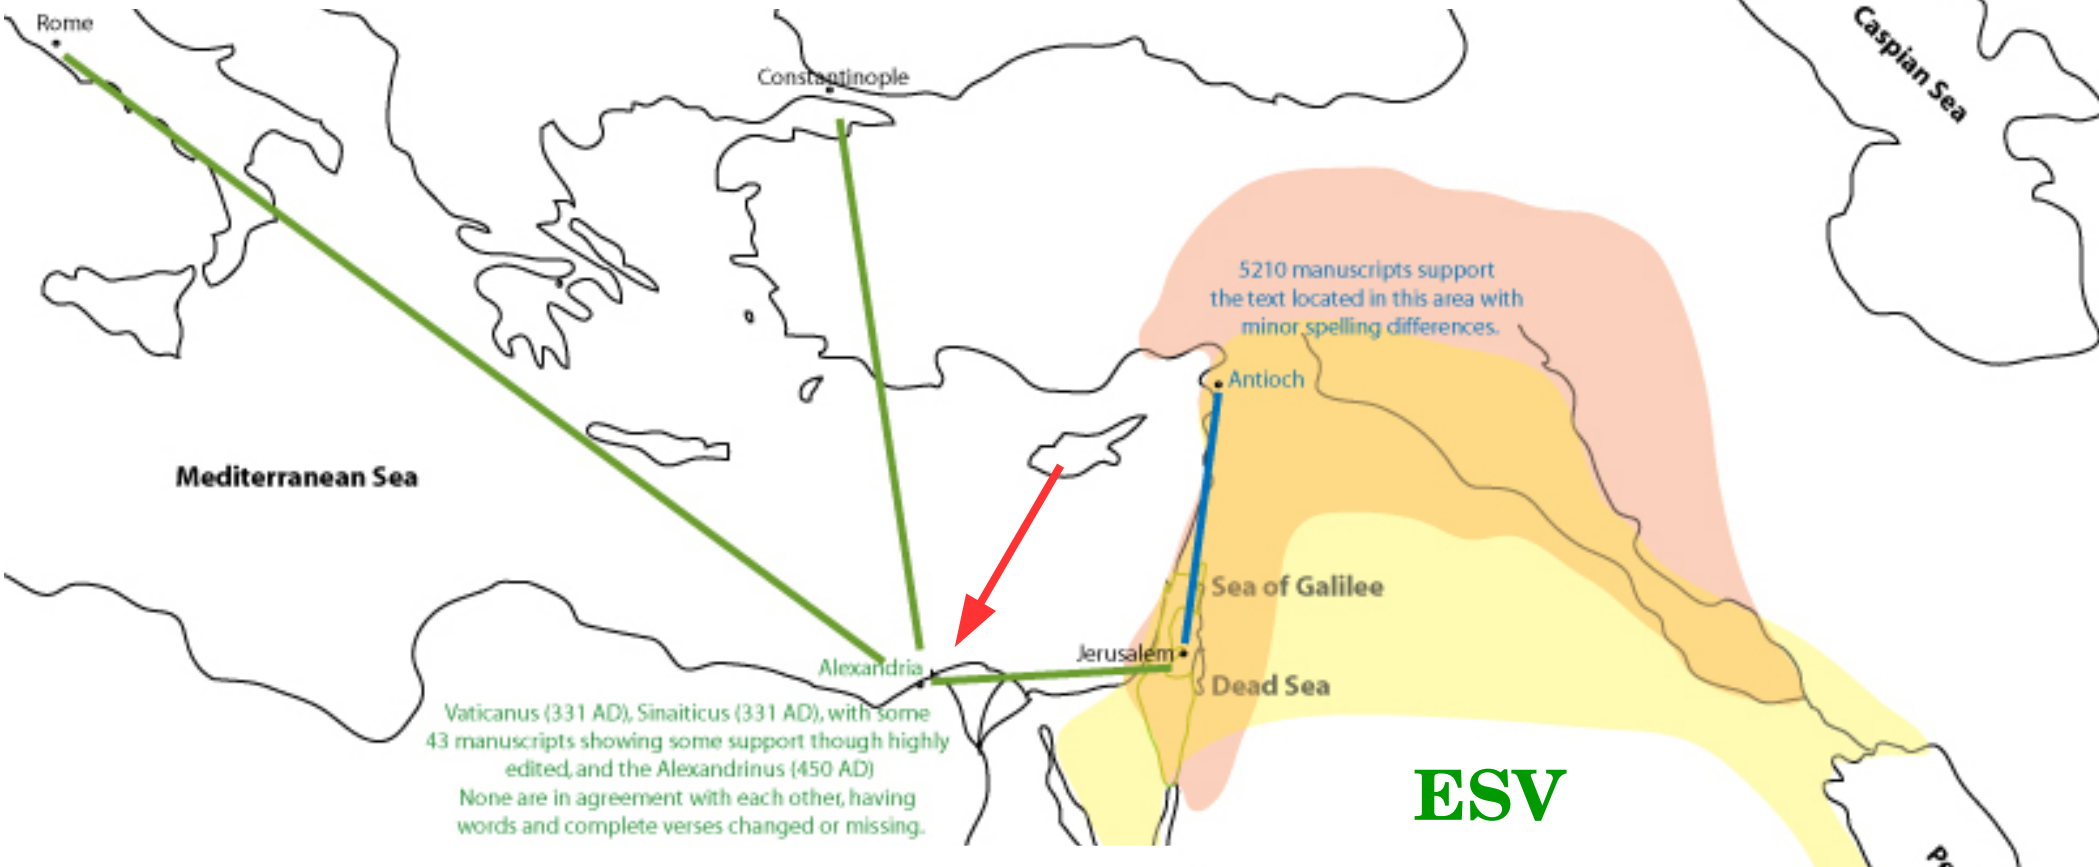 Rome
Constantinople
Caspian Sea
5210 manuscripts support
the text located in this area with
minor spelling differences.
Antioch
Mediterranean Sea
Sea of Galilee
Jerusalem
Alexandria
Dead Sea
Vaticanus (331 AD), Sinaiticus (331 AD), with some
43 manuscripts showing some support though highly
edited, and the Alexandrinus (450 AD)
None are in agreement with each other, having
words and complete verses changed or missing.
ESV